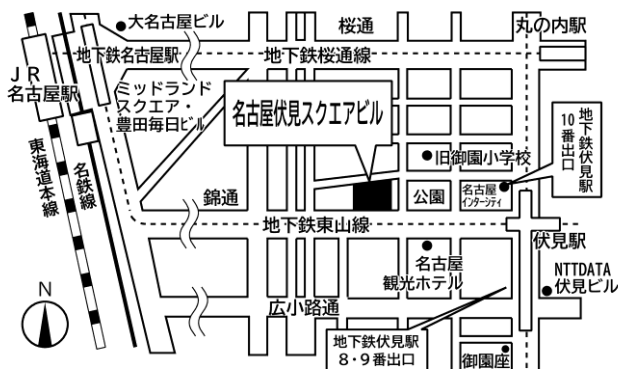 大名古屋ビル
桜通
丸の内駅
地下鉄名古屋駅
地下鉄桜通線
JR
名古屋駅
ミッドランド
スクエア・
豊田毎日ビル
名古屋伏見スクエアビル
地下鉄伏見駅
10番出口
旧御園小学校
東海道本線
名鉄線
錦通
公園
名古屋
インターシティ
地下鉄東山線
伏見駅
名古屋
観光ホテル
NTTDATA
伏見ビル
広小路通
N
地下鉄伏見駅
8・9番出口
御園座